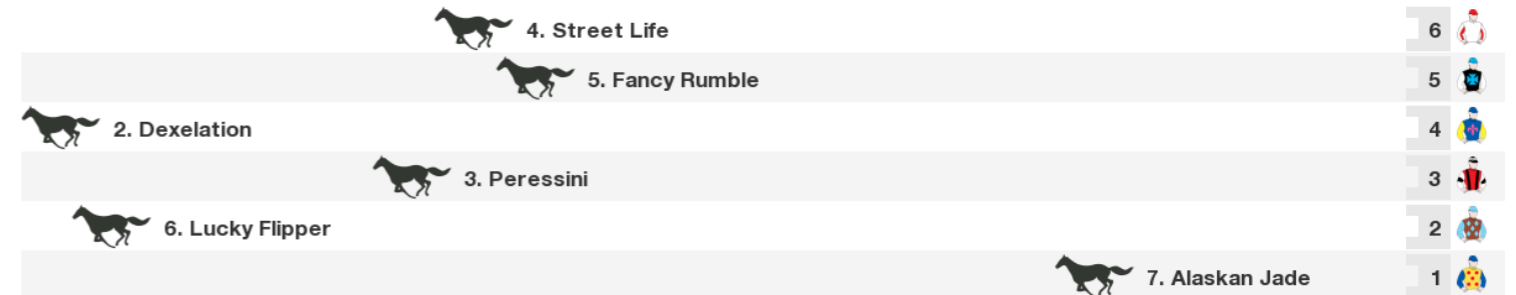 4. Street Life 6
5. Fancy Rumble 5
2. Dexelation 4
3. Peressini 3
6. Lucky Flipper 2
7. Alaskan Jade 1